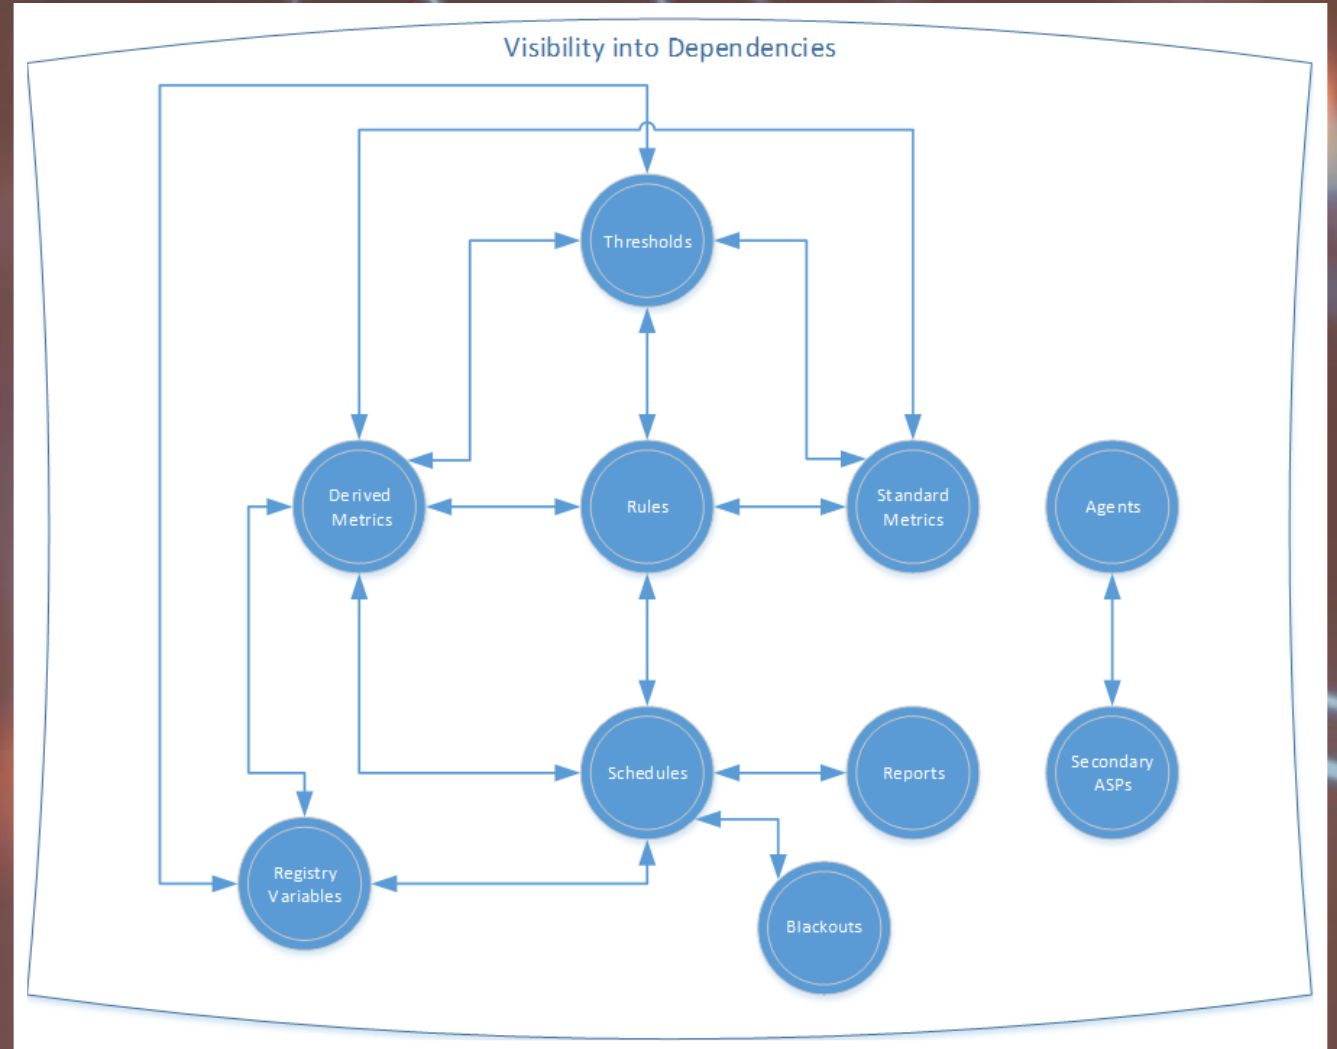 Visibility into Dependencies
Thresholds
Derived
Metrics
Rules
Standard
Metrics
Agents
Schedules
Reports
Secondary
ASPs
Registry
Variables
Blackouts